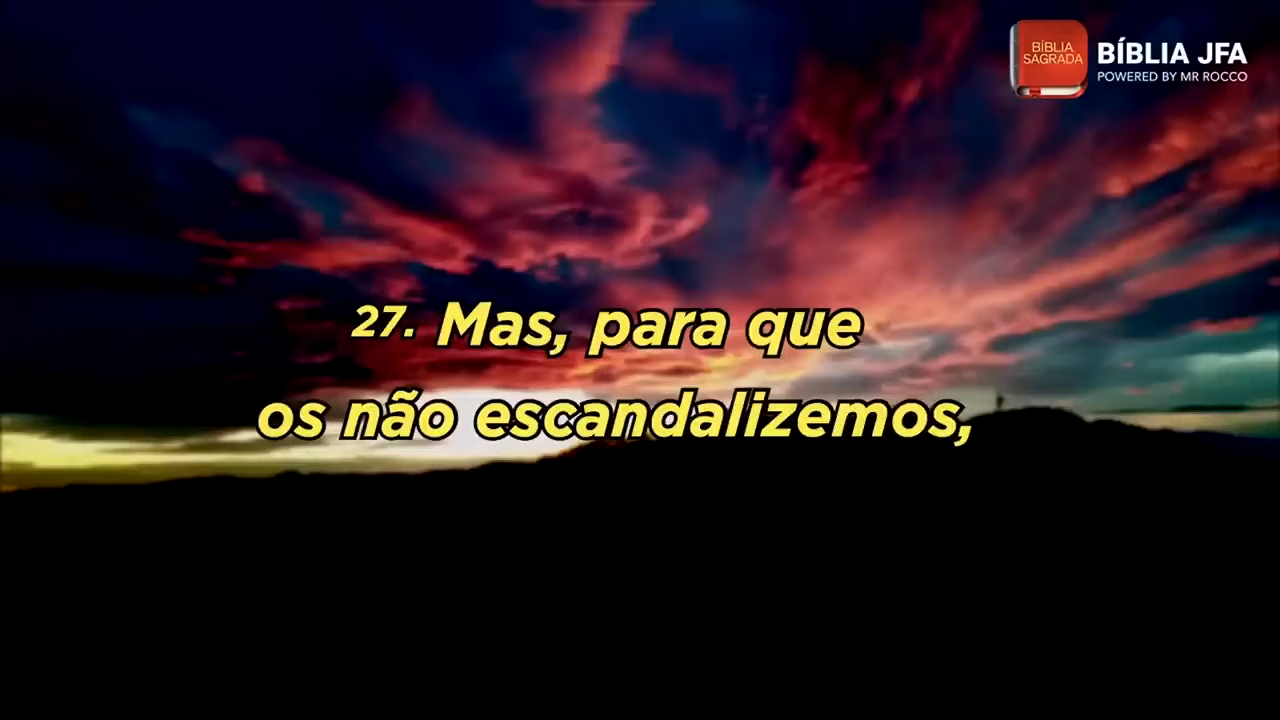 BÍBLIA
SAGRADA
BÍBLIA JFA
POWERED BY MR ROCCO
27. Mas, para que
os não escandalizemos,